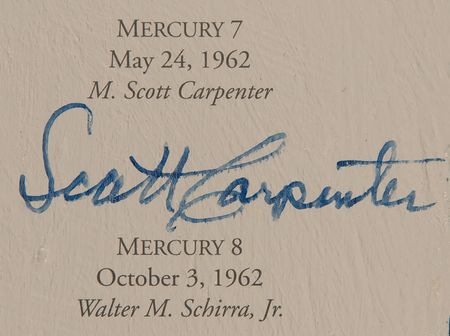 MERCURY 7
May 24, 1962
M. Scott Carpenter
Scott Carpenter
MERCURY 8
October 3, 1962
Walter M. Schirra, Jr.